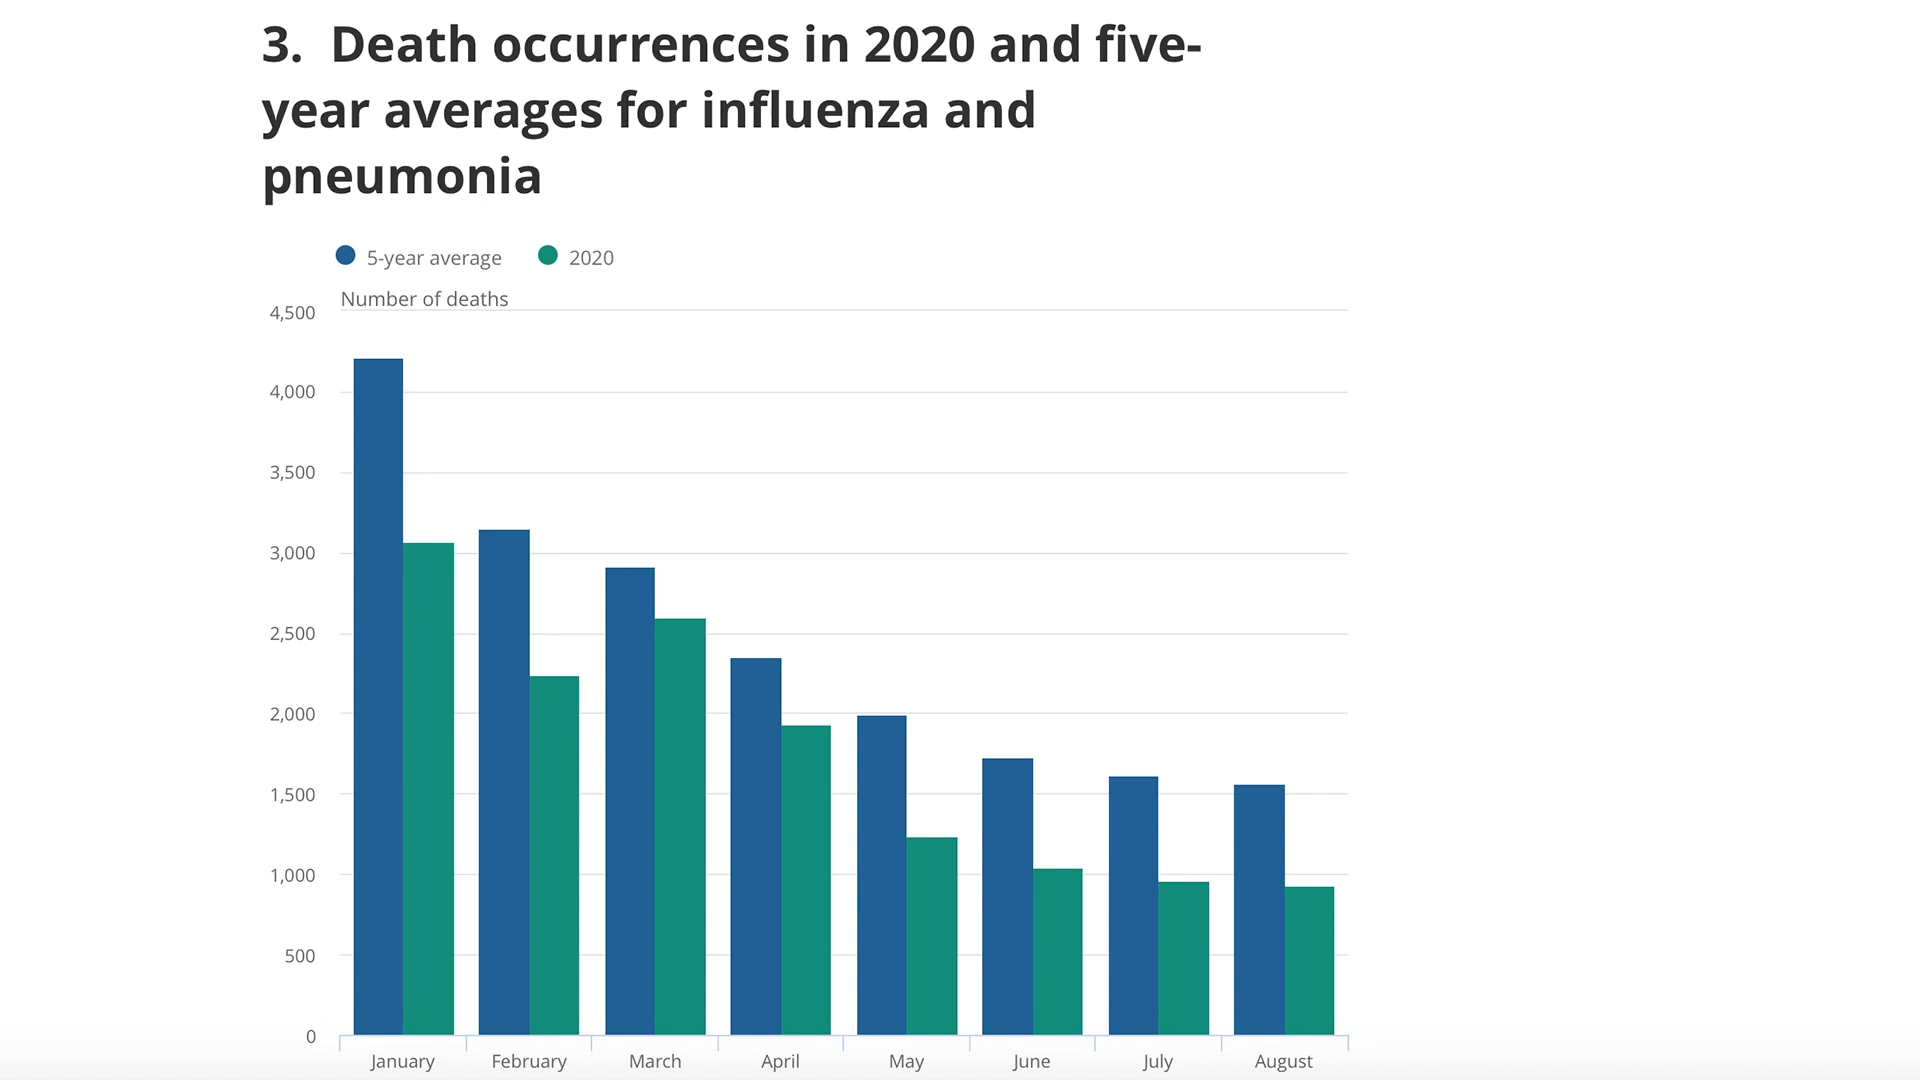 3. Death occurrences in 2020 and five-
year averages for influenza and
pneumonia
5-year average 2020
Number of deaths
4,500
4,000
3,500
3,000
2,500
2,000
1,500
1,000
500
0
January February March April May June July August